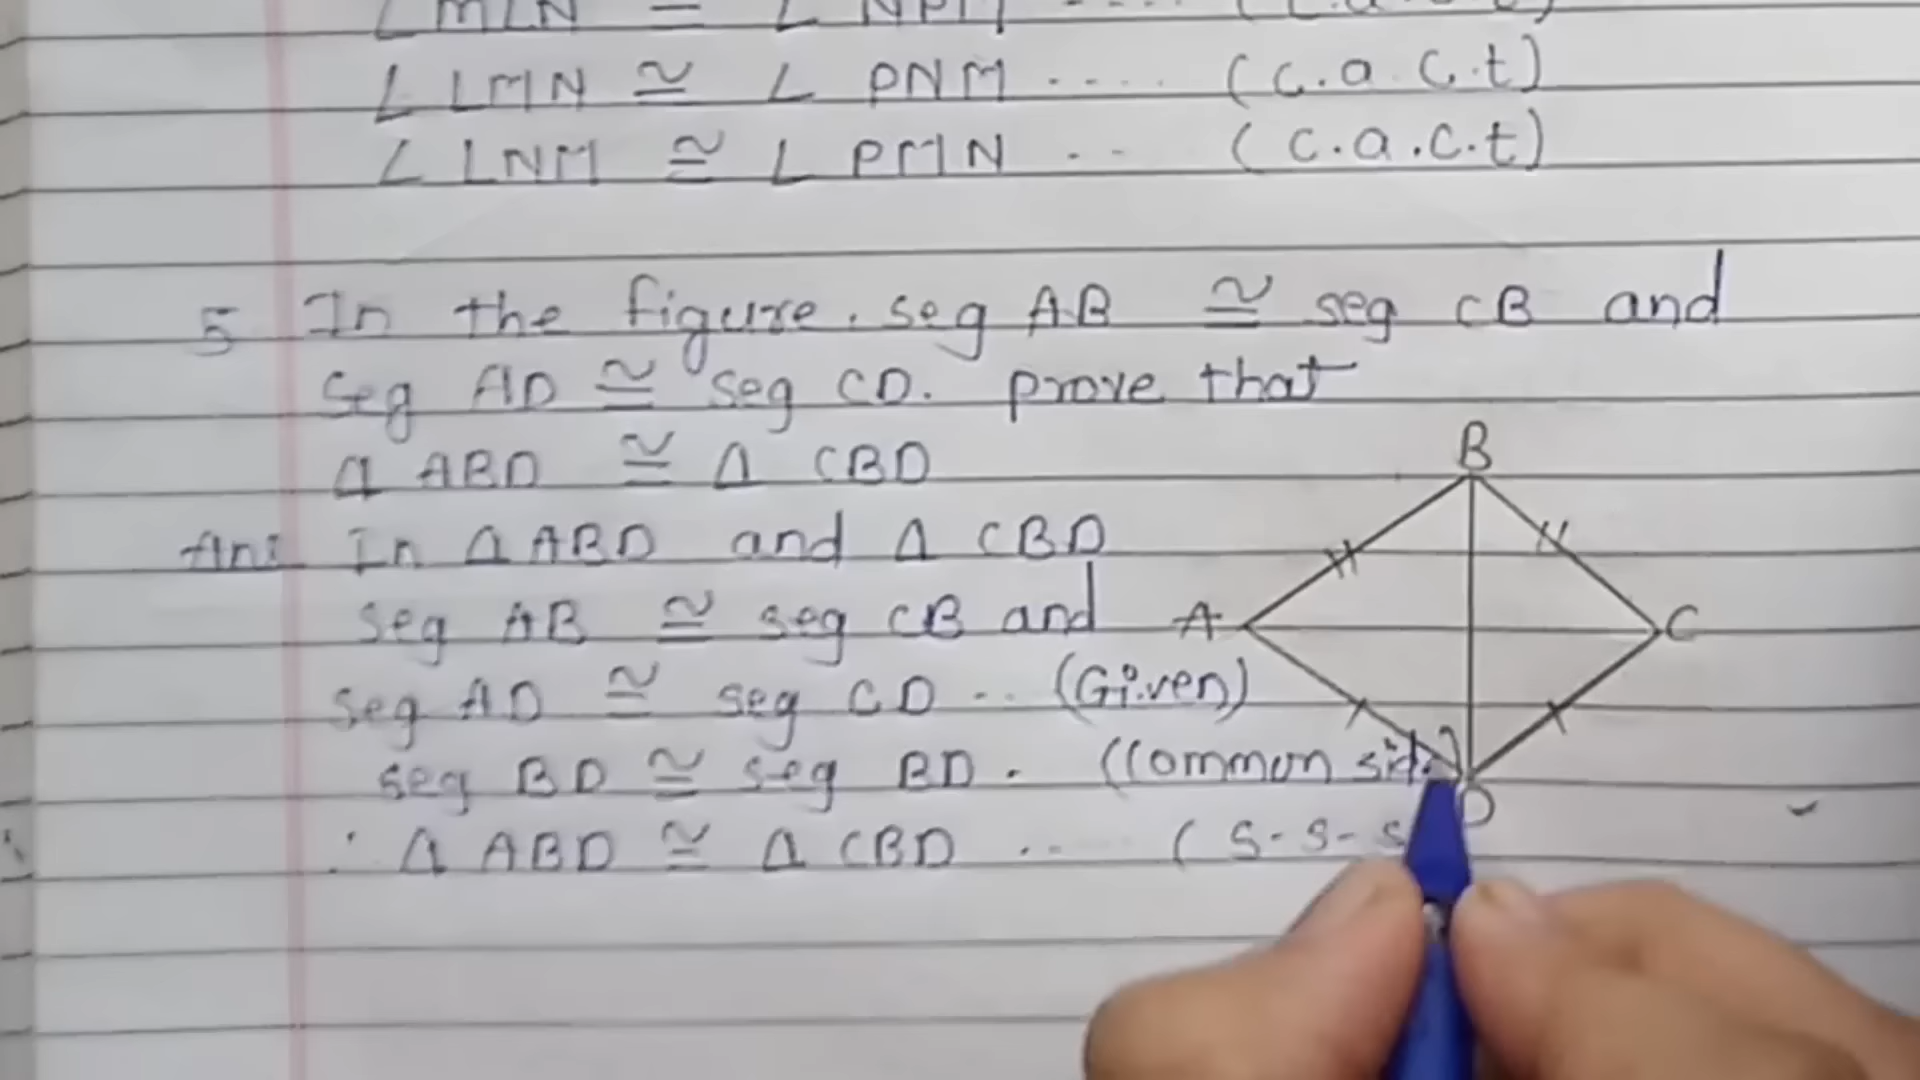 ∠ LMN ≅ ∠ PNM .... (c.a.c.t)
∠ LNM ≅ ∠ PMN .. (c.a.c.t)
5 In the figure. seg AB ≅ seg CB and
seg AD ≅ seg CD. prove that
Δ ABD ≅ Δ CBD
Ans In Δ ABD and Δ CBD
seg AB ≅ seg CB and
seg AD ≅ seg CD .. (Given)
seg BD ≅ seg BD . (Common side)
∴ Δ ABD ≅ Δ CBD .... (S-S-S
B
A
C
D